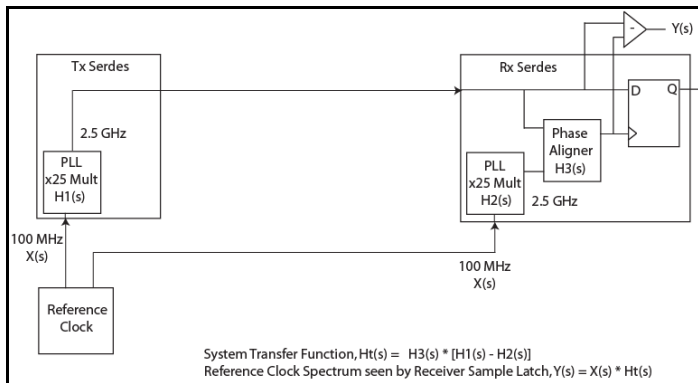 Y(s)
-
Tx Serdes
Rx Serdes
D Q
2.5 GHz
Phase
Aligner
H3(s)
PLL
x25 Mult
H1(s)
PLL
x25 Mult
H2(s)
2.5 GHz
100 MHz
X(s)
100 MHz
X(s)
Reference
Clock
System Transfer Function, Ht(s) = H3(s) * [H1(s) - H2(s)]
Reference Clock Spectrum seen by Receiver Sample Latch, Y(s) = X(s) * Ht(s)